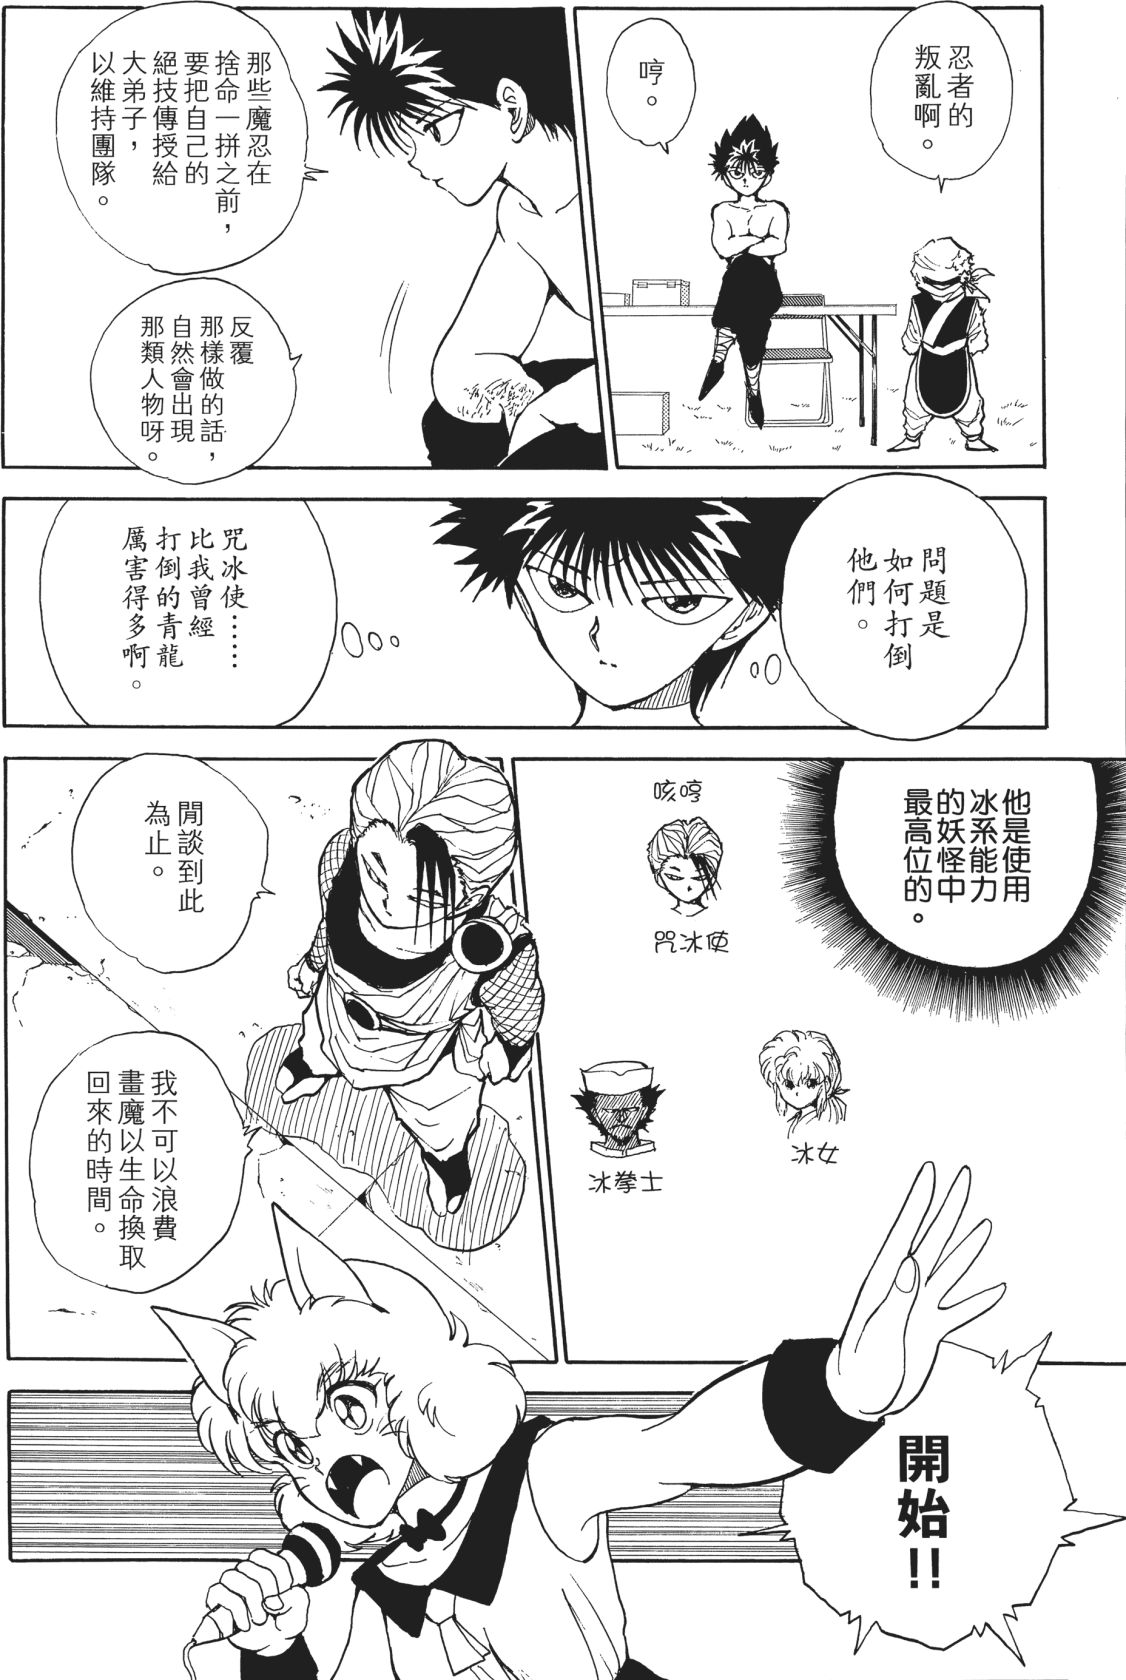 忍者的
叛亂啊。
哼。
那些魔忍在
捨命一拼之前，
要把自己的
絕技傳授給
大弟子，
以維持團隊。
反覆
那樣做的話，
自然會出現
那類人物呀。
問題是
如何打倒
他們。
咒冰使……
比我曾經
打倒的青龍
厲害得多啊。
他是使用
冰系能力
的妖怪中
最高位的。
咳哼
咒冰使
冰女
冰拳士
閒談到此
為止。
我不可以浪費
畫魔以生命換取
回來的時間。
開始!!